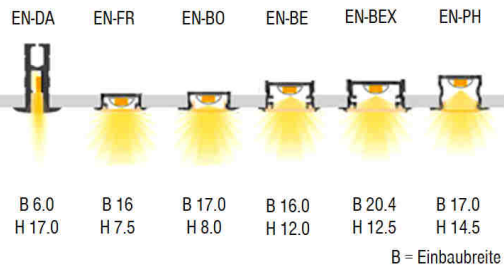 EN-DA EN-FR EN-BO EN-BE EN-BEX EN-PH
B 6.0 B 16 B 17.0 B 16.0 B 20.4 B 17.0
H 17.0 H 7.5 H 8.0 H 12.0 H 12.5 H 14.5
B = Einbaubreite